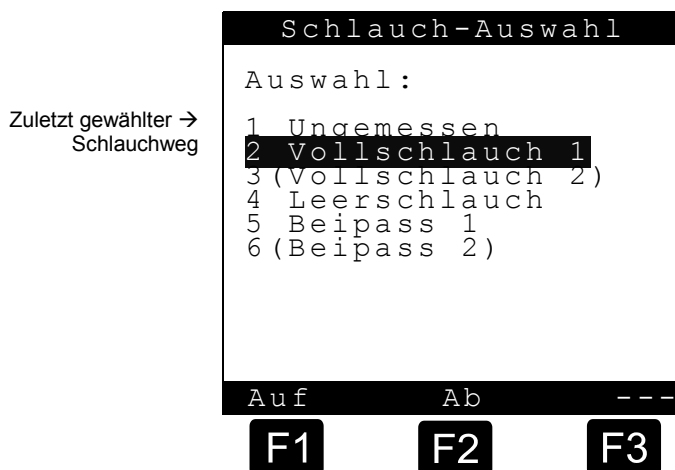 Schlauch-Auswahl
Auswahl:
Zuletzt gewählter →
Schlauchweg
1 Ungemessen
2 Vollschlauch 1
3(Vollschlauch 2)
4 Leerschlauch
5 Beipass 1
6(Beipass 2)
Auf Ab ---
F1 F2 F3